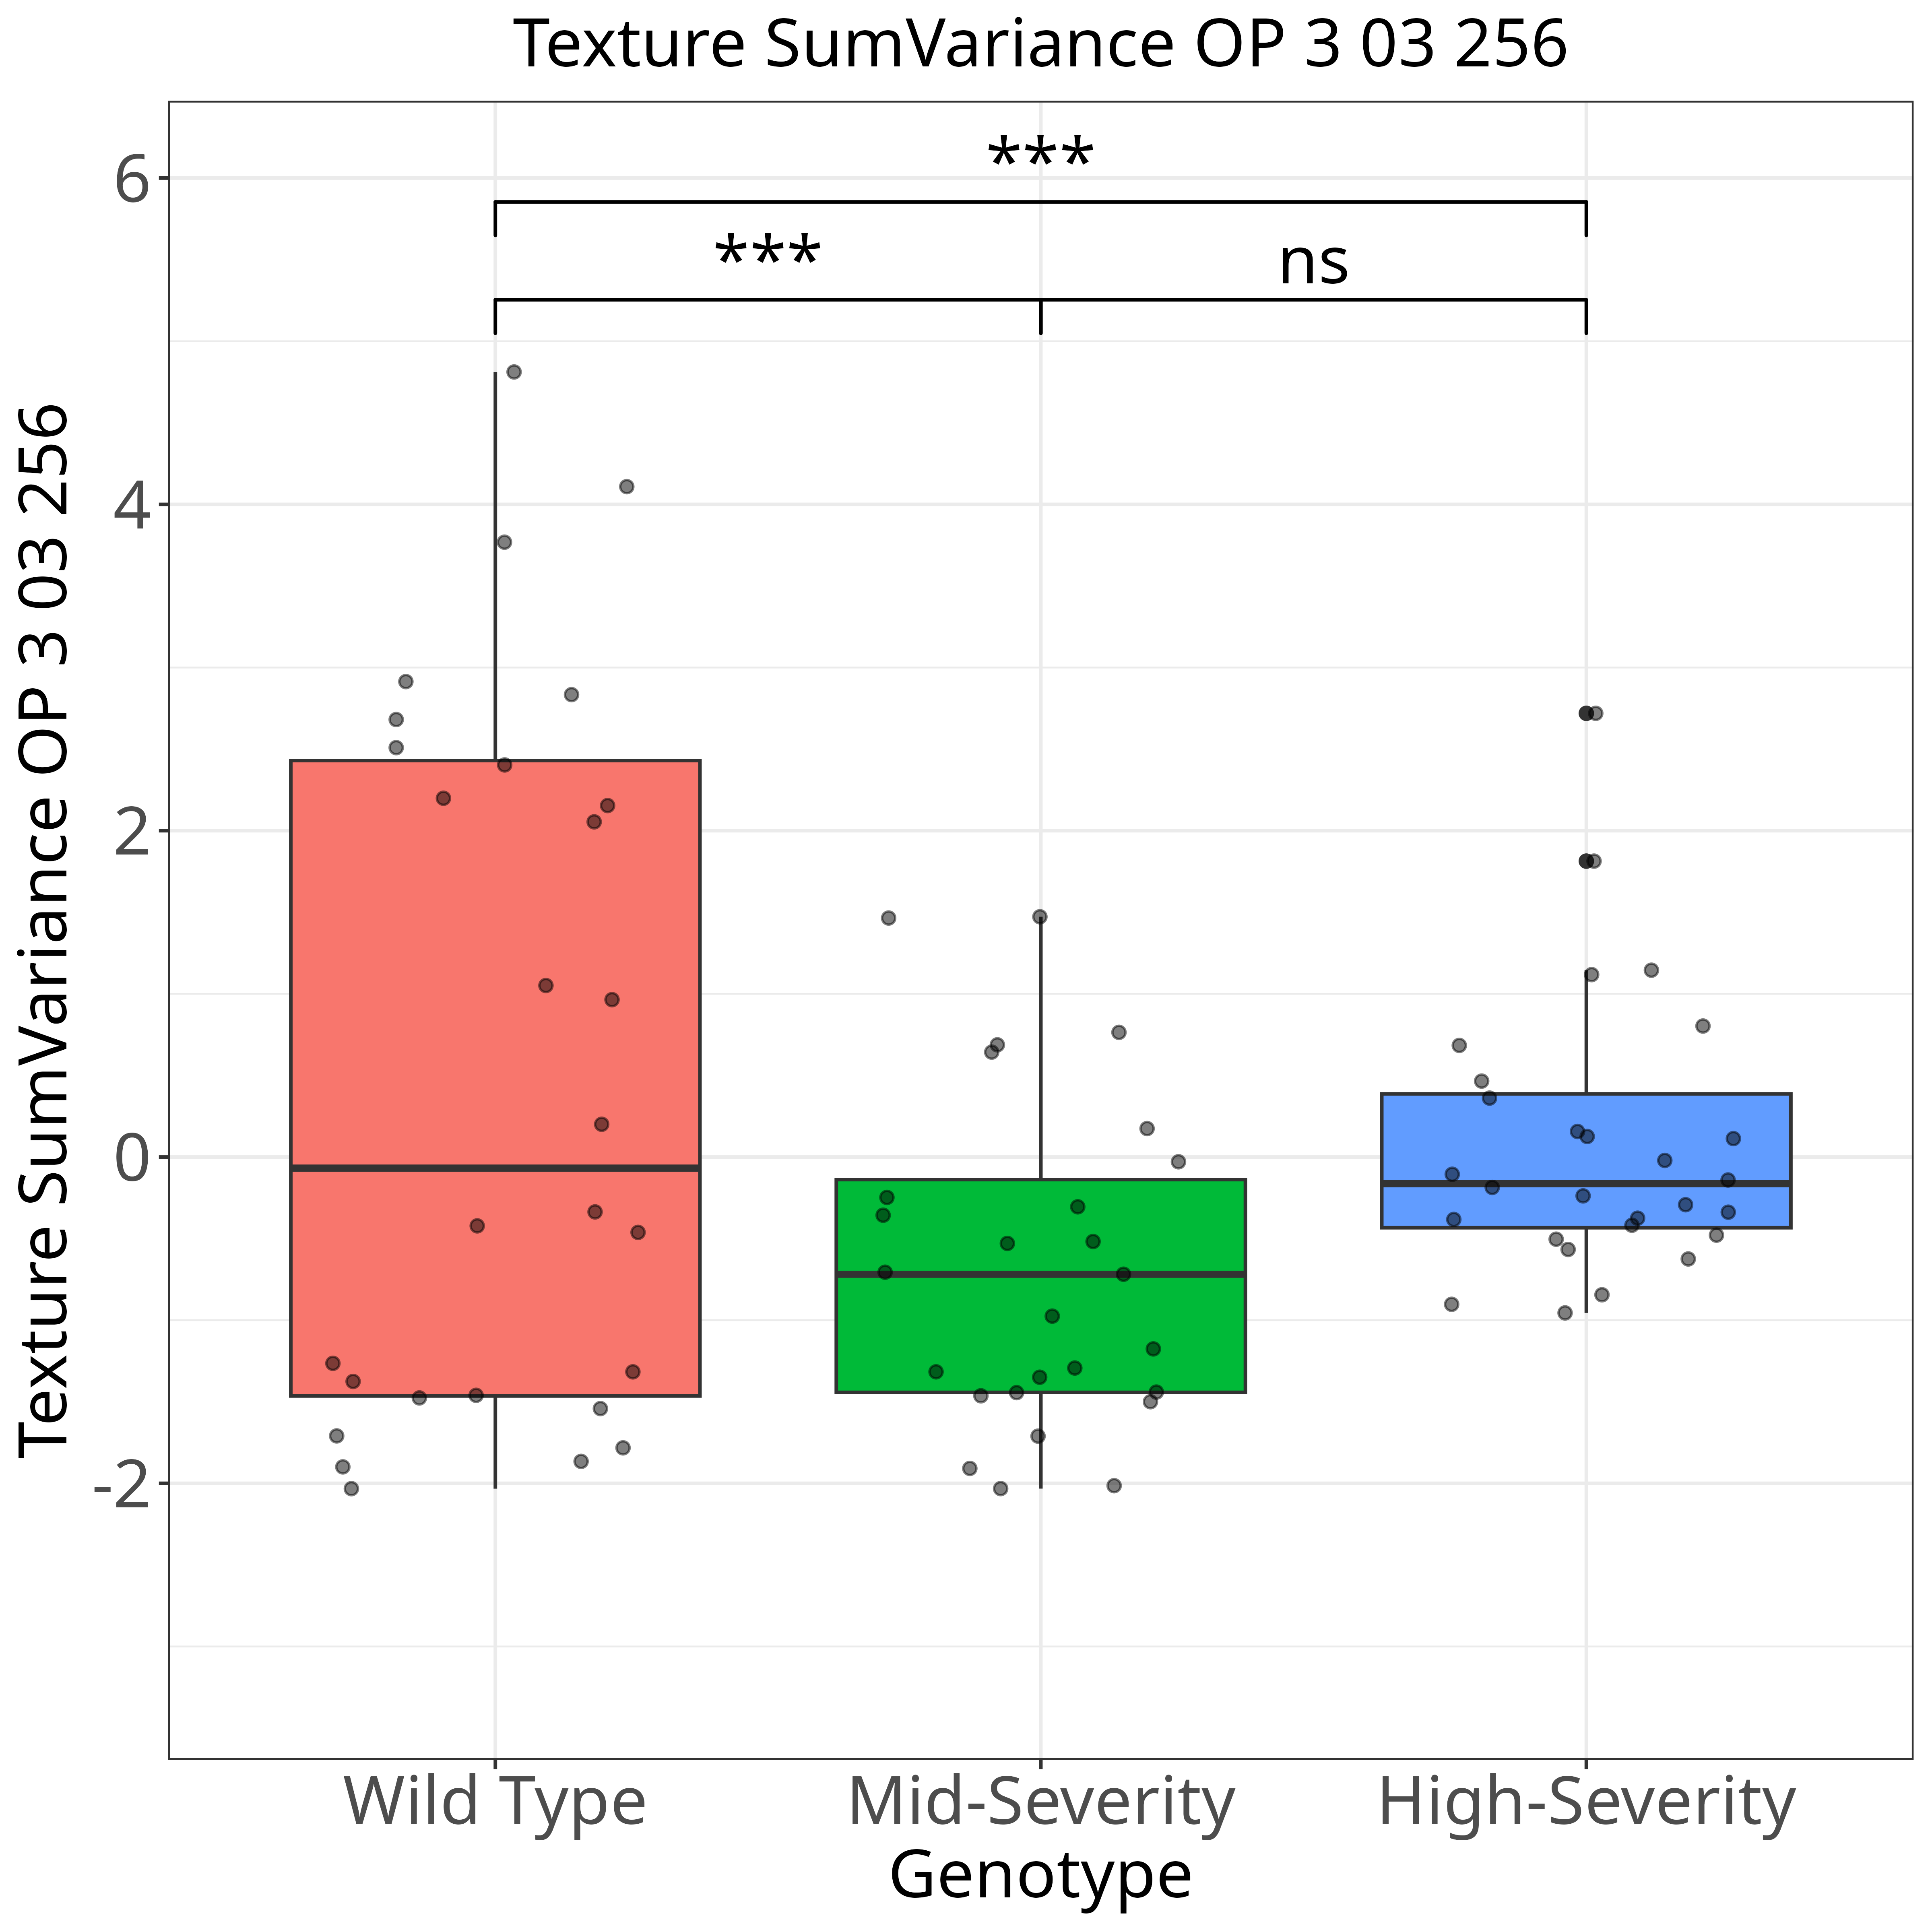 Texture SumVariance OP 3 03 256
Texture SumVariance OP 3 03 256
6
4
2
0
-2
***
***
ns
Wild Type
Mid-Severity
High-Severity
Genotype